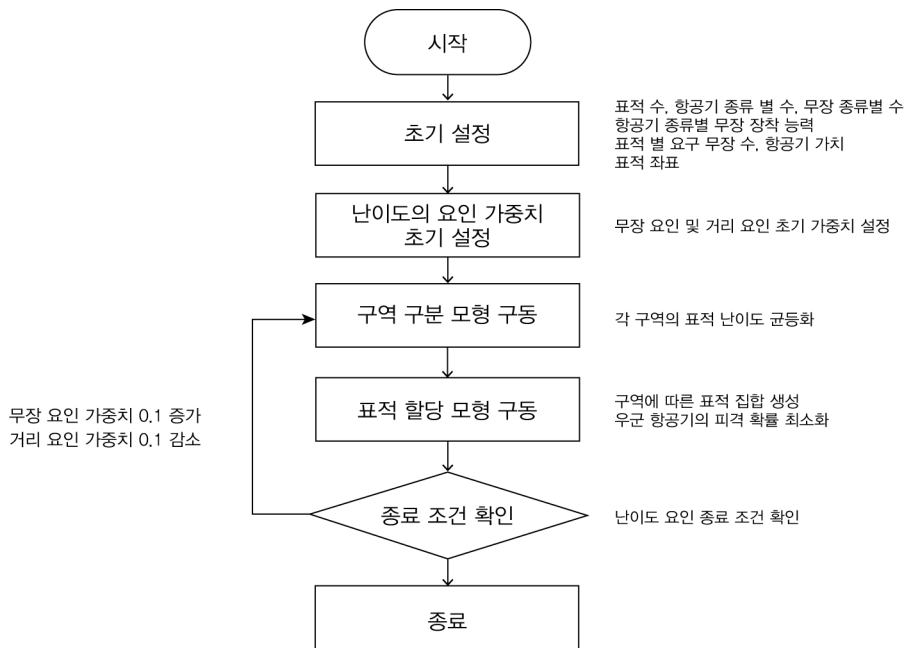 시작
초기 설정
표적 수, 항공기 종류 별 수, 무장 종류별 수
항공기 종류별 무장 장착 능력
표적 별 요구 무장 수, 항공기 가치
표적 좌표
난이도의 요인 가중치
초기 설정
무장 요인 및 거리 요인 초기 가중치 설정
구역 구분 모형 구동
각 구역의 표적 난이도 균등화
표적 할당 모형 구동
구역에 따른 표적 집합 생성
우군 항공기의 피격 확률 최소화
무장 요인 가중치 0.1 증가
거리 요인 가중치 0.1 감소
종료 조건 확인
난이도 요인 종료 조건 확인
종료